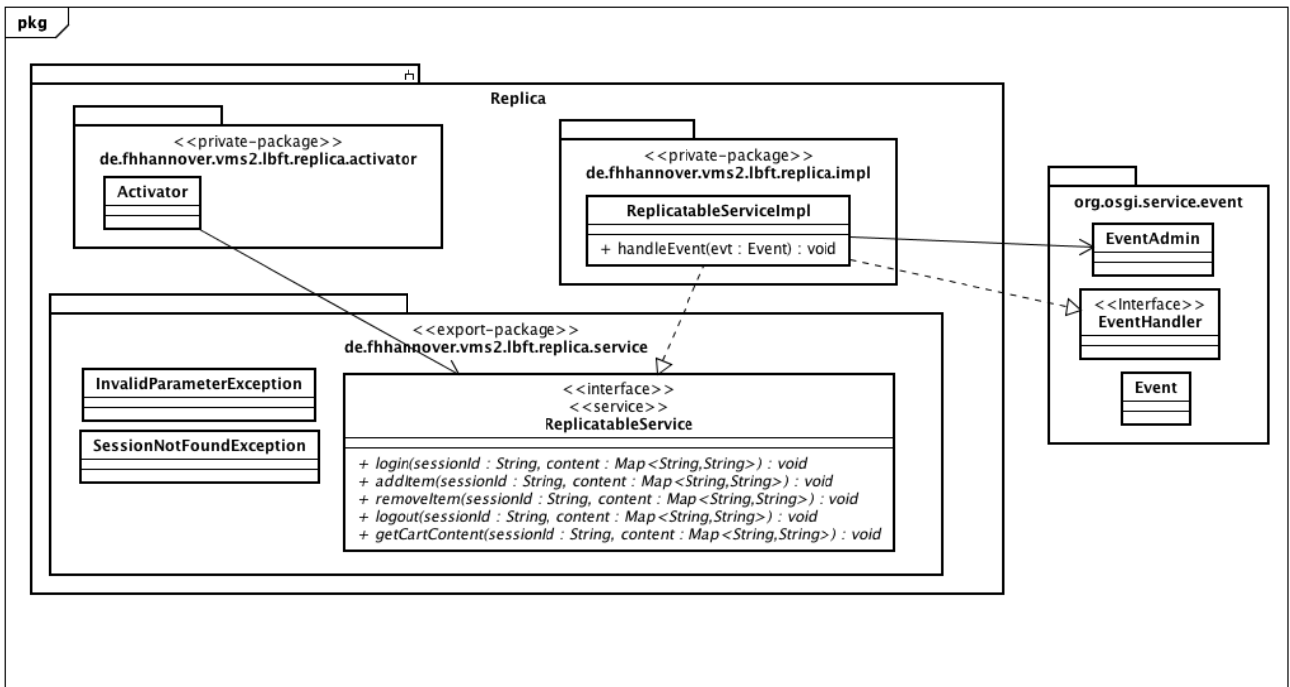 pkg
Replica
<<private-package>>
de.fhhannover.vms2.lbft.replica.activator
Activator
<<private-package>>
de.fhhannover.vms2.lbft.replica.impl
ReplicatableServiceImpl
+ handleEvent(evt : Event) : void
org.osgi.service.event
EventAdmin
<<Interface>>
EventHandler
Event
<<export-package>>
de.fhhannover.vms2.lbft.replica.service
InvalidParameterException
SessionNotFoundException
<<interface>>
<<service>>
ReplicatableService
+ login(sessionId : String, content : Map<String,String>) : void
+ addItem(sessionId : String, content : Map<String,String>) : void
+ removeItem(sessionId : String, content : Map<String,String>) : void
+ logout(sessionId : String, content : Map<String,String>) : void
+ getCartContent(sessionId : String, content : Map<String,String>) : void